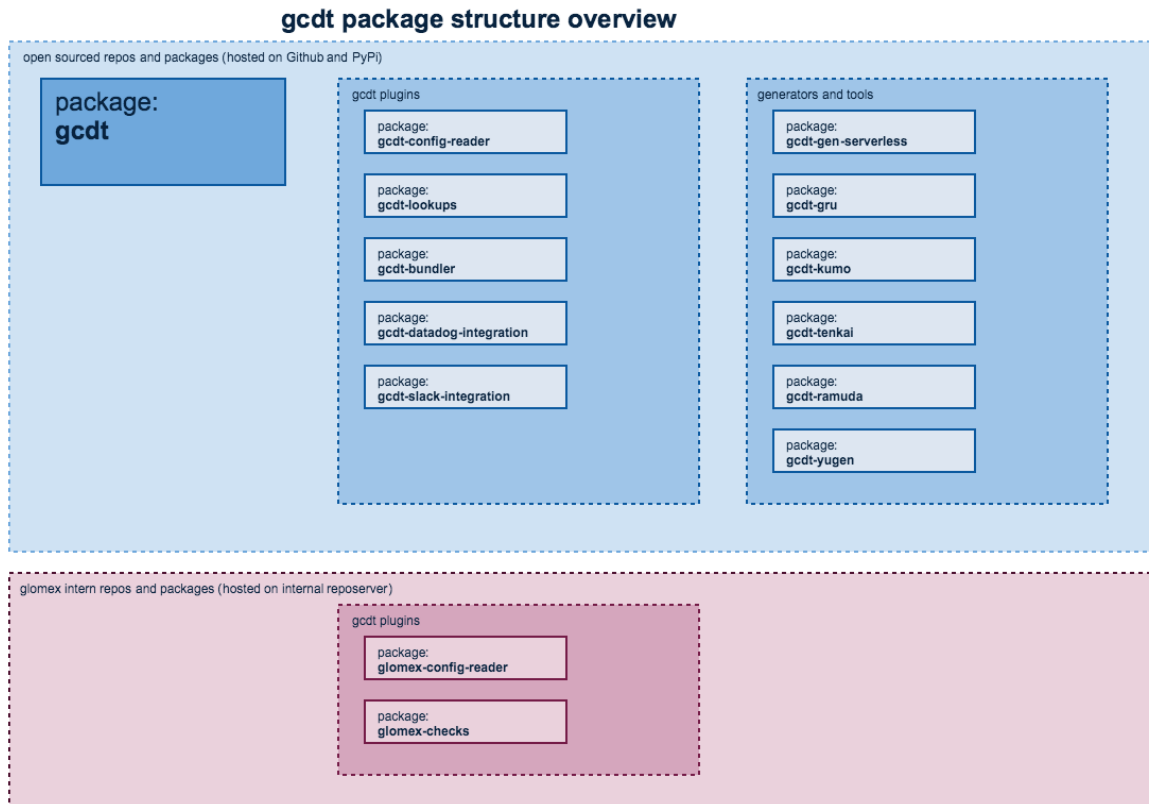 gcdt package structure overview
open sourced repos and packages (hosted on Github and PyPi)
package:
gcdt
gcdt plugins
package:
gcdt-config-reader
package:
gcdt-lookups
package:
gcdt-bundler
package:
gcdt-datadog-integration
package:
gcdt-slack-integration
generators and tools
package:
gcdt-gen-serverless
package:
gcdt-gru
package:
gcdt-kumo
package:
gcdt-tenkai
package:
gcdt-ramuda
package:
gcdt-yugen
glomex intern repos and packages (hosted on internal reposerver)
gcdt plugins
package:
glomex-config-reader
package:
glomex-checks